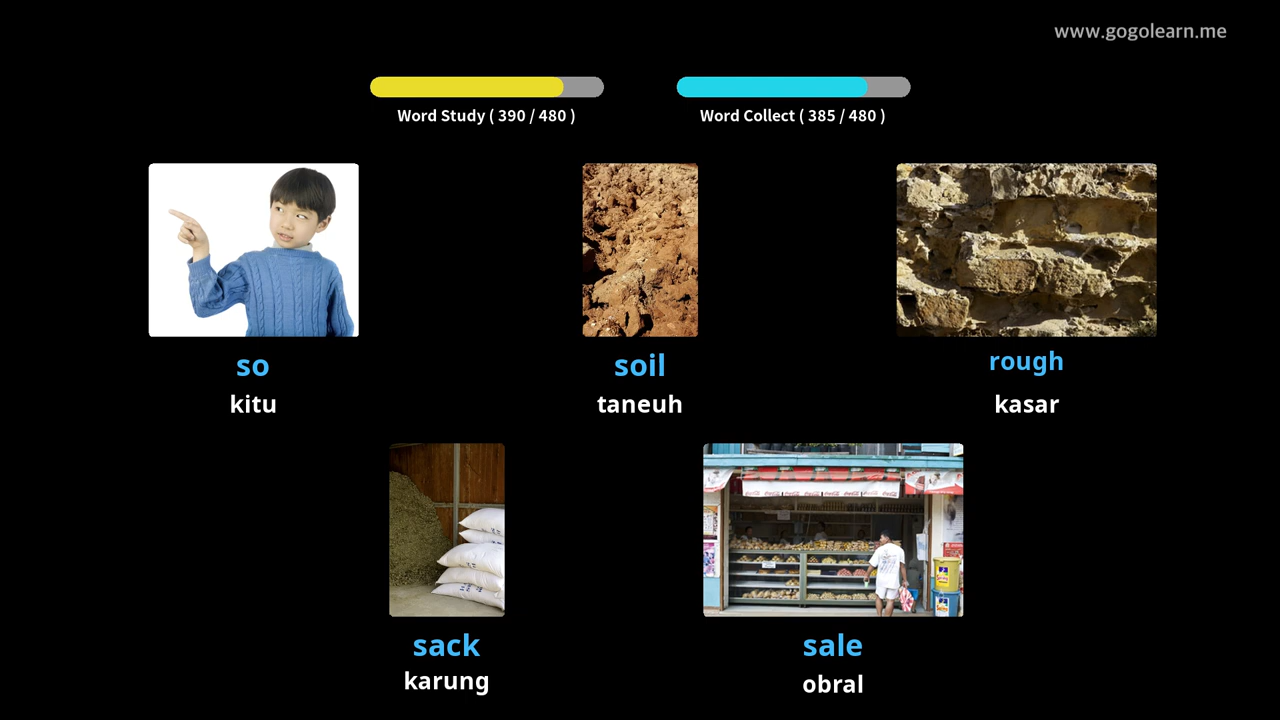 www.gogolearn.me
Word Study ( 390 / 480 )
Word Collect ( 385 / 480 )
so
soil
rough
kitu
taneuh
kasar
sack
sale
karung
obral